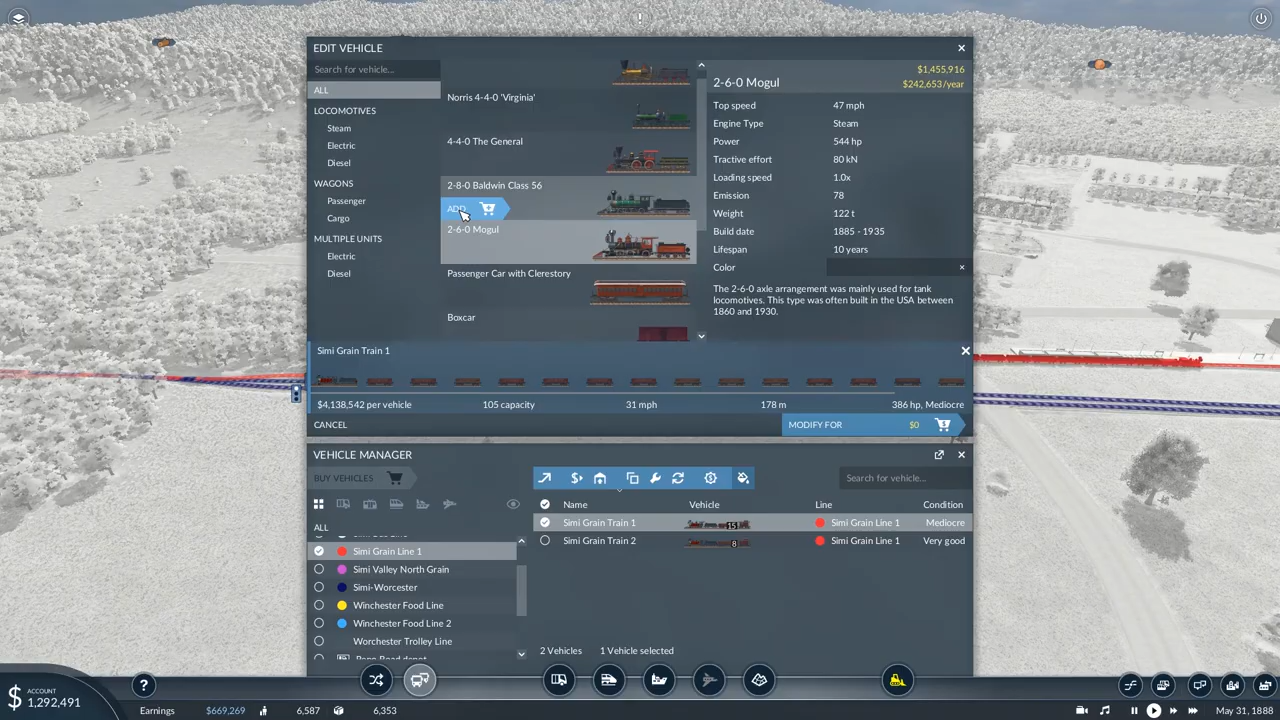 EDIT VEHICLE
Search for vehicle...
ALL
LOCOMOTIVES
Steam
Electric
Diesel
WAGONS
Passenger
Cargo
MULTIPLE UNITS
Electric
Diesel
Norris 4-4-0 'Virginia'
4-4-0 The General
2-8-0 Baldwin Class 56
ADD
2-6-0 Mogul
Passenger Car with Clerestory
Boxcar
$1,455,916
2-6-0 Mogul
$242,653/year
Top speed 47 mph
Engine Type Steam
Power 544 hp
Tractive effort 80 kN
Loading speed 1.0x
Emission 78
Weight 122 t
Build date 1885 - 1935
Lifespan 10 years
Color
The 2-6-0 axle arrangement was mainly used for tank
locomotives. This type was often built in the USA between
1860 and 1930.
Simi Grain Train 1
$4,138,542 per vehicle 105 capacity 31 mph 178 m 386 hp, Mediocre
CANCEL
MODIFY FOR $0
VEHICLE MANAGER
BUY VEHICLES
Search for vehicle...
ALL
Simi Grain Line 1
Simi Valley North Grain
Simi-Worcester
Winchester Food Line
Winchester Food Line 2
Worchester Trolley Line
Name Vehicle Line Condition
Simi Grain Train 1 15 Simi Grain Line 1 Mediocre
Simi Grain Train 2 8 Simi Grain Line 1 Very good
2 Vehicles 1 Vehicle selected
$ ACCOUNT
1,292,491
?
Earnings $669,269 6,587 6,353
May 31, 1888